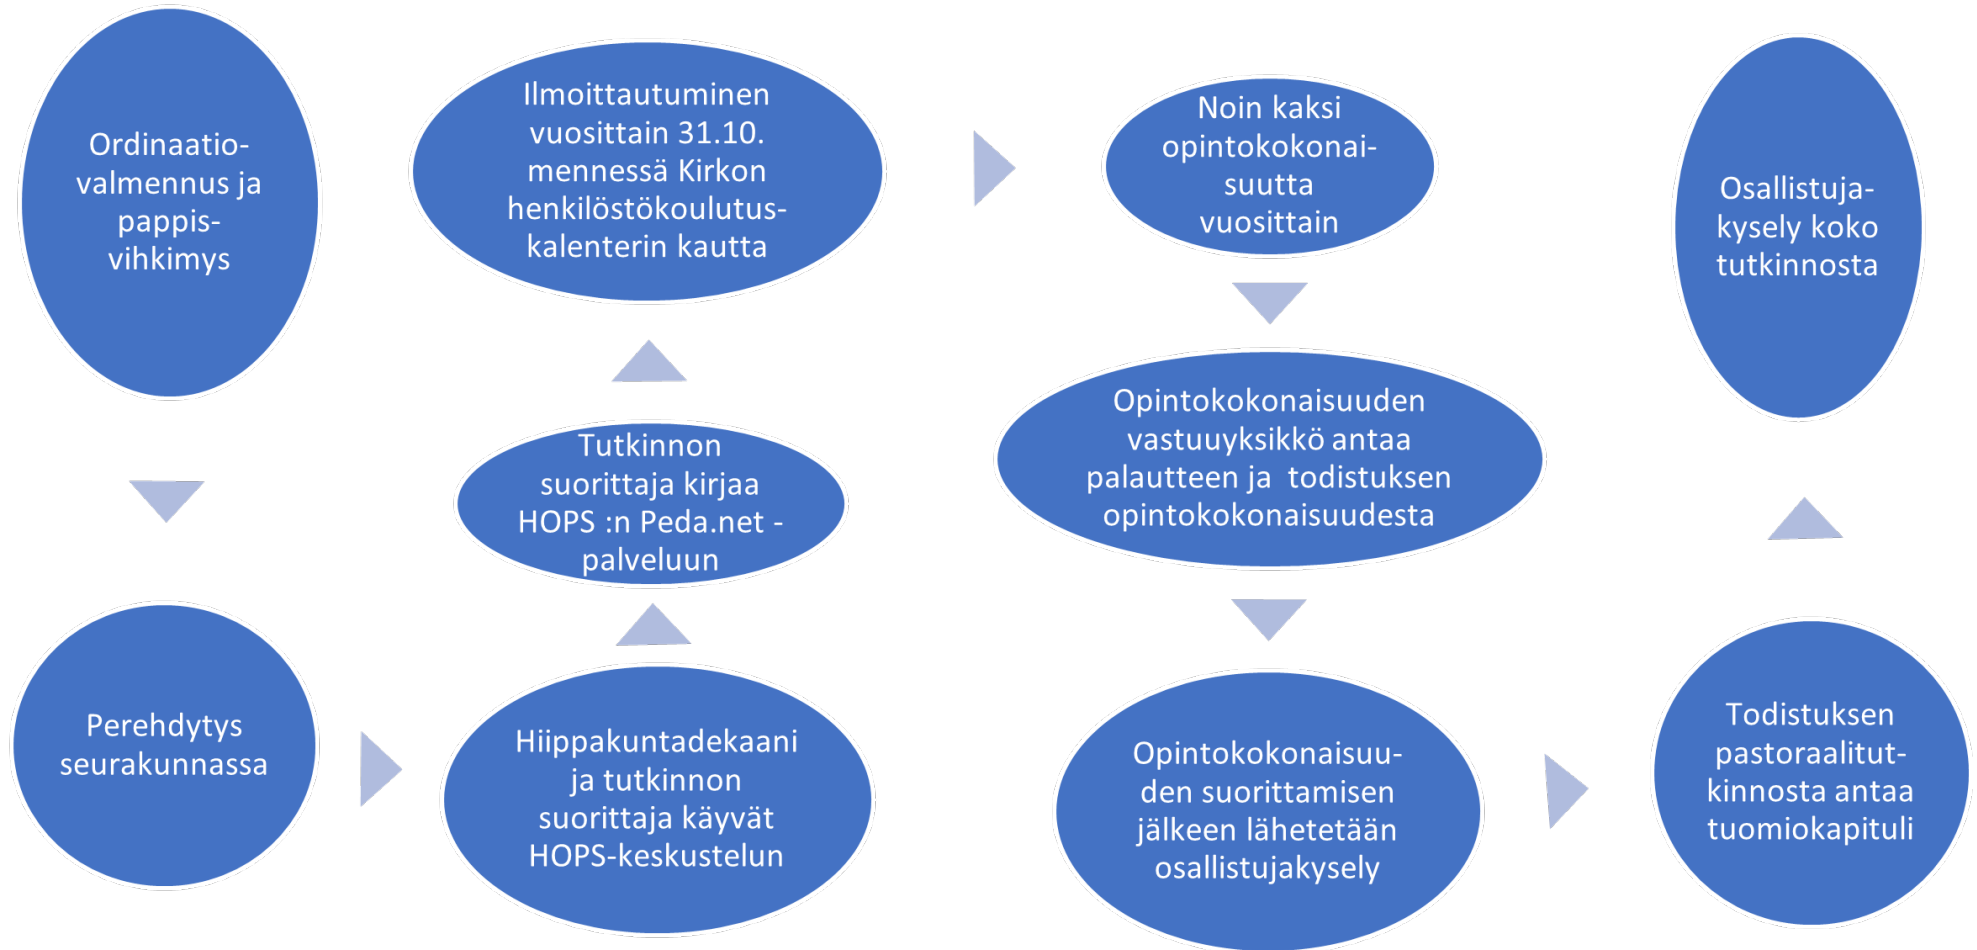 Ordinaatio-
valmennus ja
pappis-
vihkimys
Perehdytys
seurakunnassa
Hiippakuntadekaani
ja tutkinnon
suorittaja käyvät
HOPS-keskustelun
Tutkinnon
suorittaja kirjaa
HOPS :n Peda.net -
palveluun
Ilmoittautuminen
vuosittain 31.10.
mennessä Kirkon
henkilöstökoulutus-
kalenterin kautta
Noin kaksi
opintokokonai-
suutta
vuosittain
Opintokokonaisuuden
vastuuyksikkö antaa
palautteen ja  todistuksen
opintokokonaisuudesta
Opintokokonaisuu-
den suorittamisen
jälkeen lähetetään
osallistujakysely
Todistuksen
pastoraalitut-
kinnosta antaa
tuomiokapituli
Osallistuja-
kysely koko
tutkinnosta